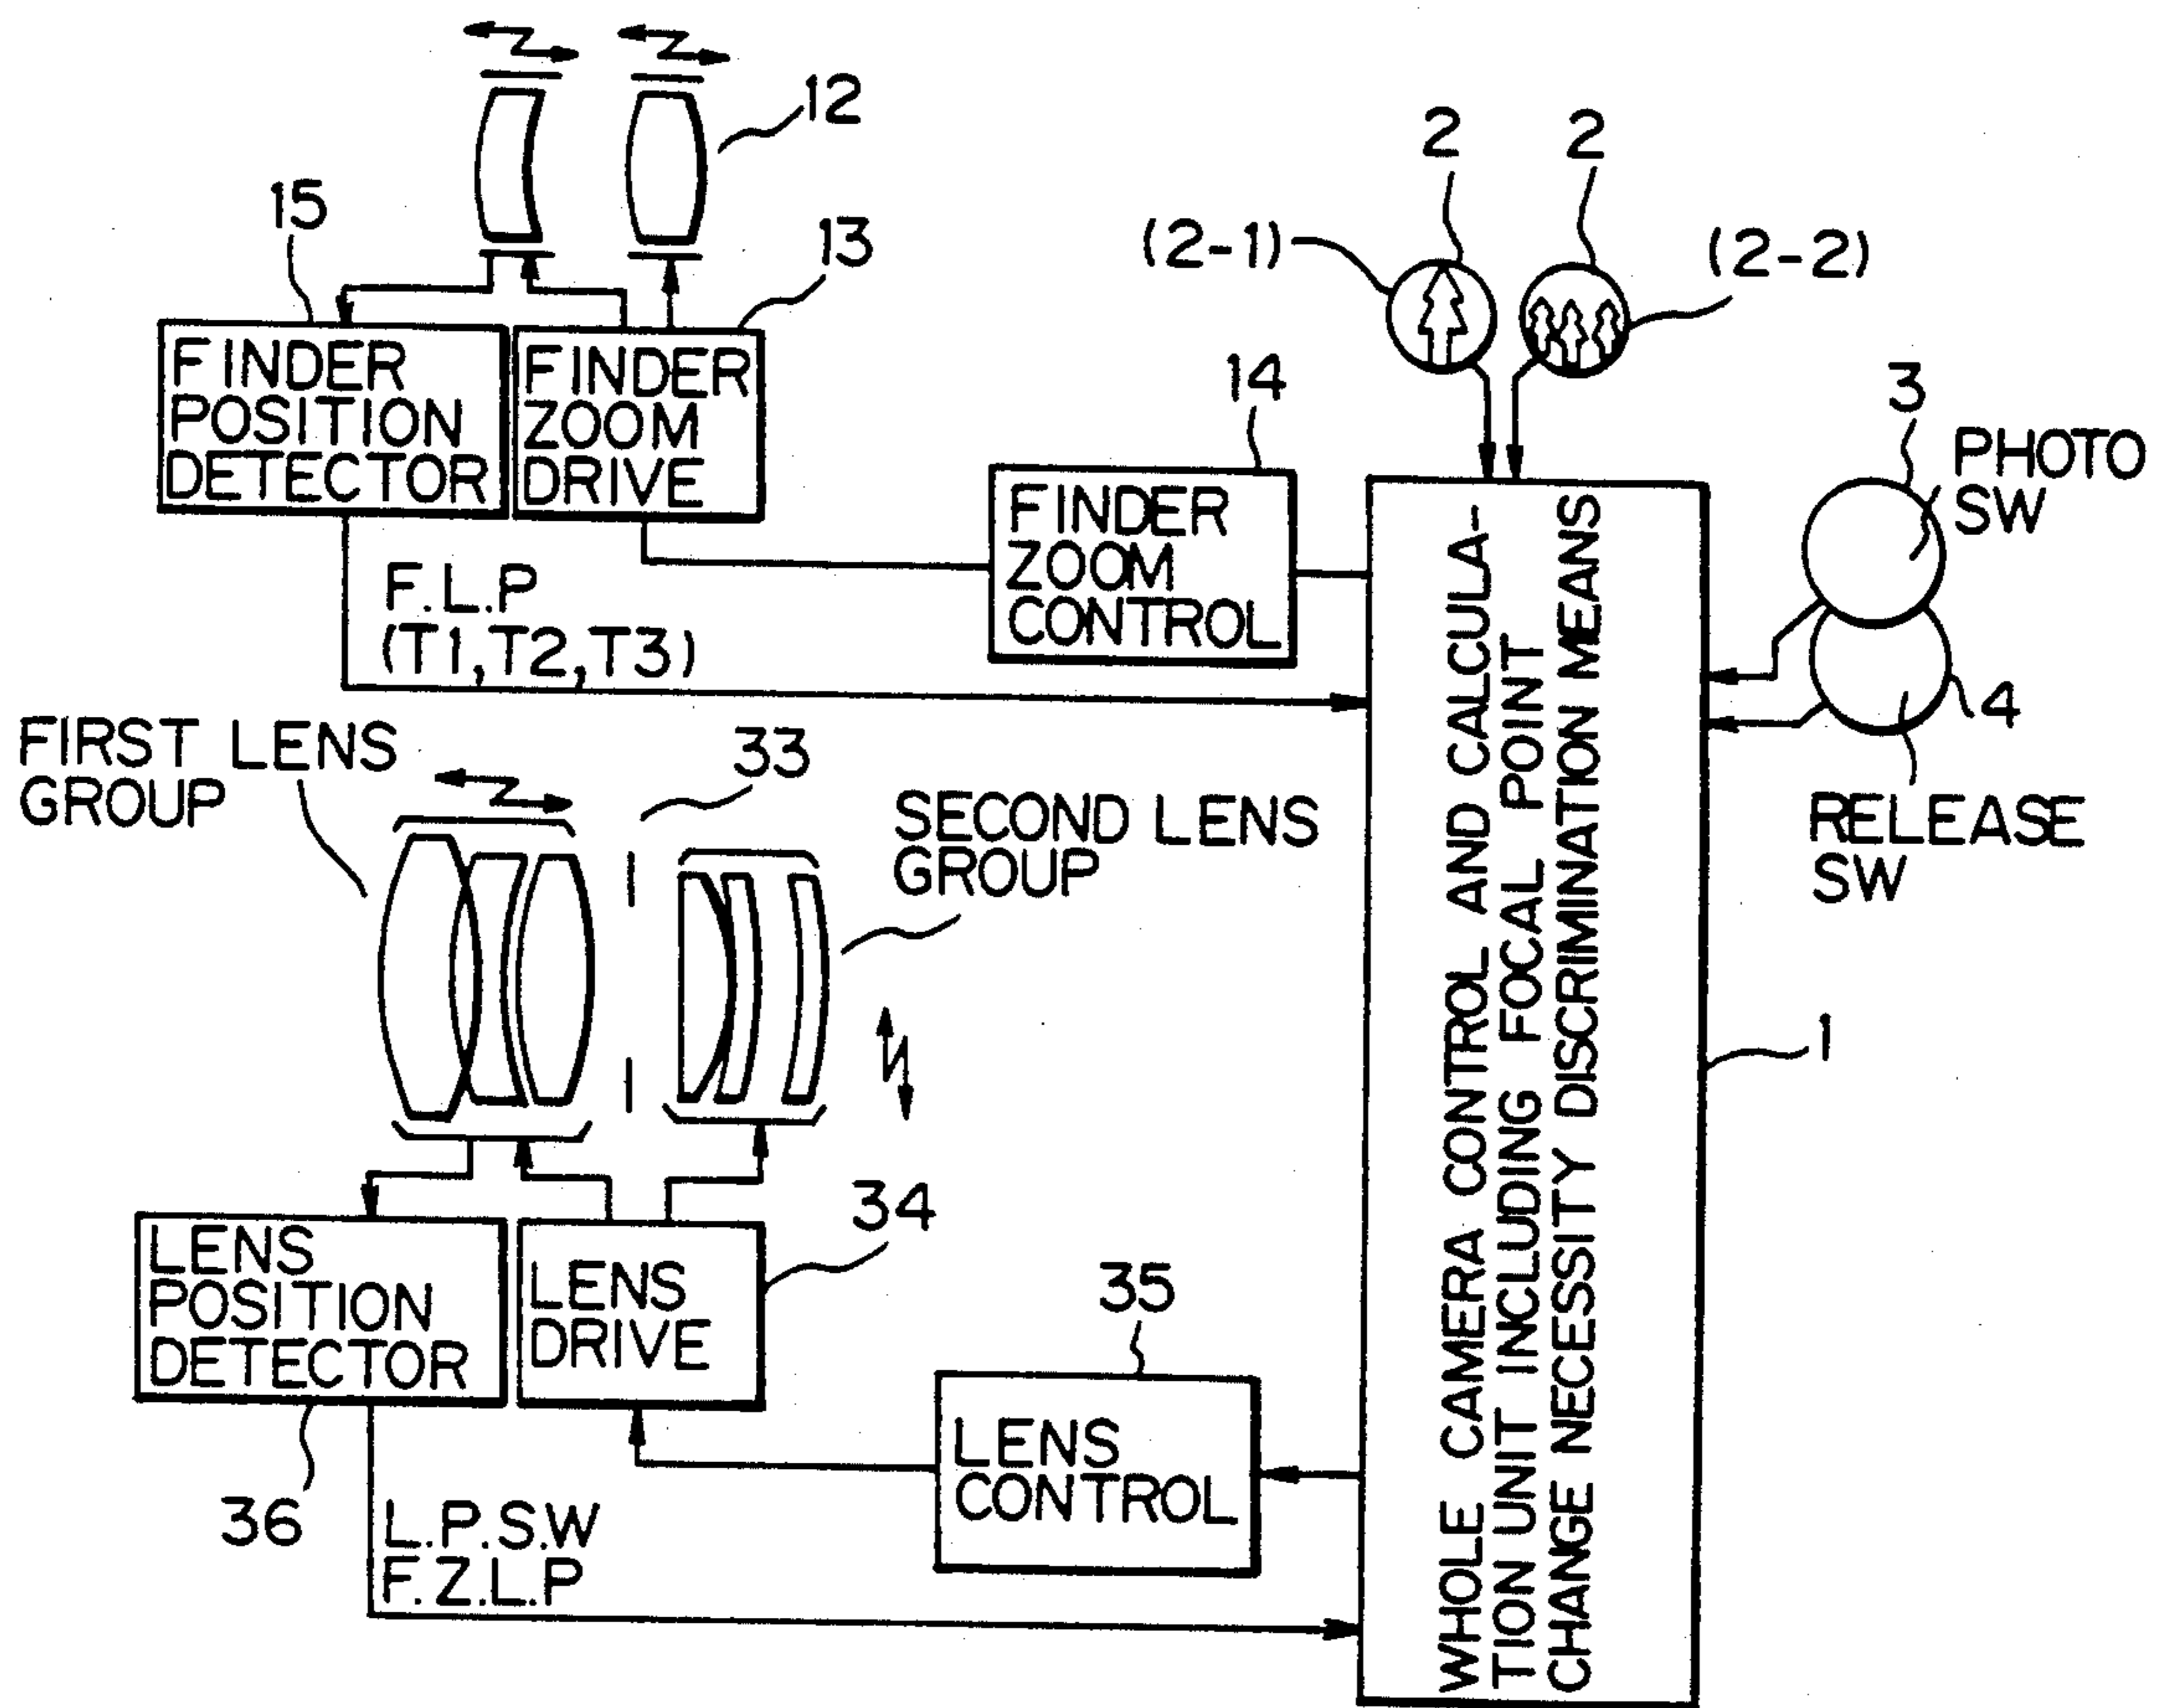 12
2
2
15
13
(2-1)
(2-2)
FINDER
POSITION
DETECTOR
FINDER
ZOOM
DRIVE
14
3
PHOTO
SW
FINDER
ZOOM
CONTROL
F.L.P
(T1,T2,T3)
4
RELEASE
SW
FIRST LENS
GROUP
33
SECOND LENS
GROUP
WHOLE CAMERA CONTROL AND CALCULA-
TION UNIT INCLUDING FOCAL POINT
CHANGE NECESSITY DISCRIMINATION MEANS
1
34
LENS
POSITION
DETECTOR
LENS
DRIVE
35
LENS
CONTROL
36
L.P.S.W
F.Z.L.P